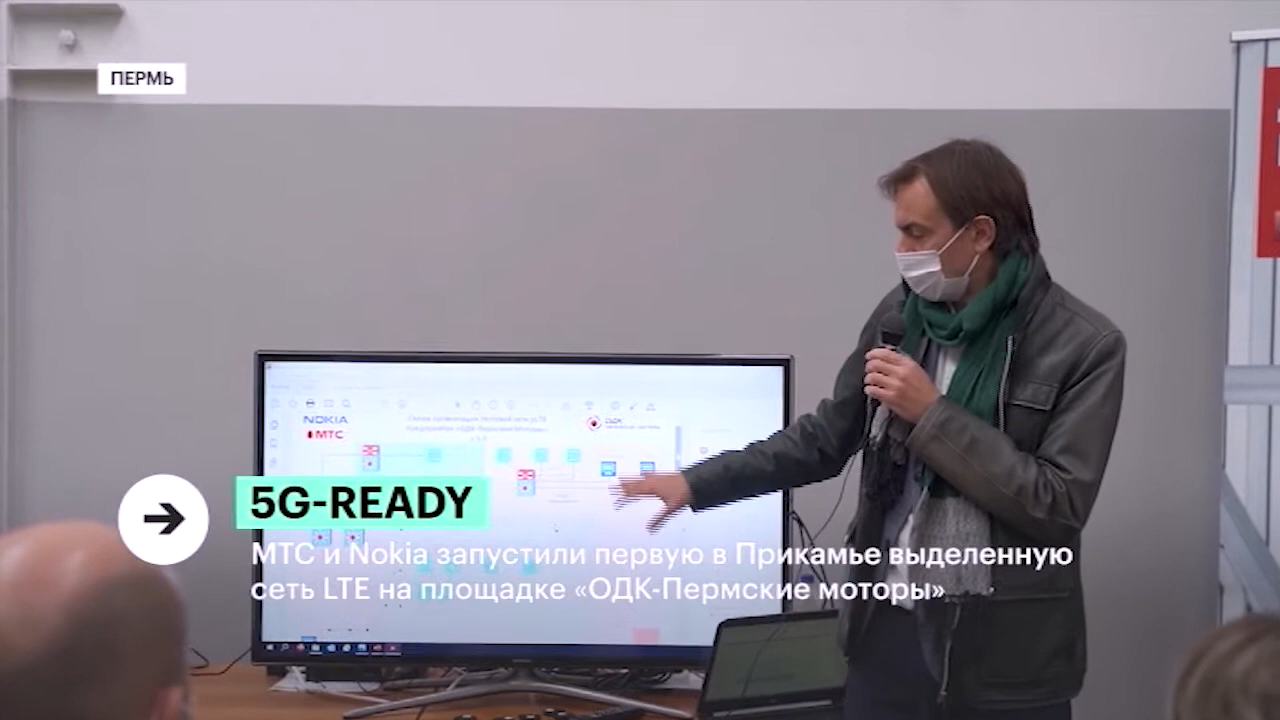 ПЕРМЬ
NOKIA
МТС
ОДК
5G-READY
МТС и Nokia запустили первую в Прикамье выделенную
сеть LTE на площадке «ОДК-Пермские моторы»